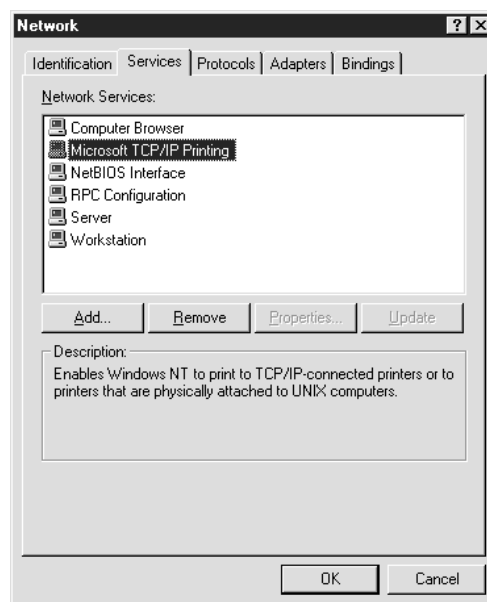 Network ? X
Identification Services Protocols Adapters Bindings
Network Services:
Computer Browser
Microsoft TCP/IP Printing
NetBIOS Interface
RPC Configuration
Server
Workstation
Add... Remove Properties... Update
Description:
Enables Windows NT to print to TCP/IP-connected printers or to
printers that are physically attached to UNIX computers.
OK Cancel